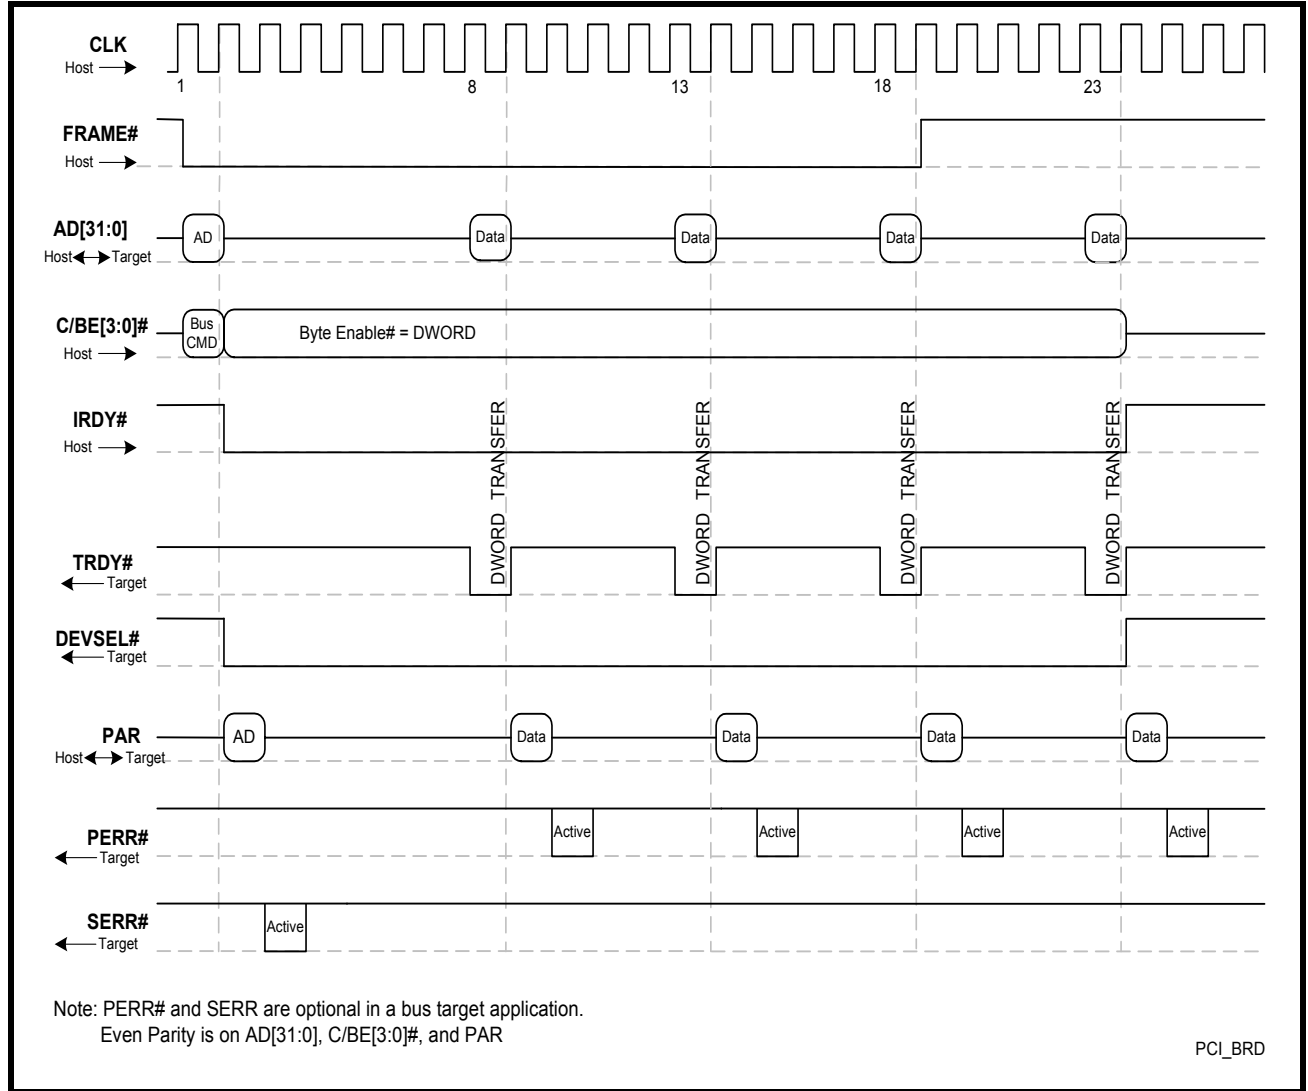 CLK
Host
1 8 13 18 23
FRAME#
Host
AD[31:0]
Host Target
AD Data Data Data Data
C/BE[3:0]#
Host
Bus
CMD
Byte Enable# = DWORD
IRDY#
Host
DWORD TRANSFER
DWORD TRANSFER
DWORD TRANSFER
DWORD TRANSFER
TRDY#
Target
DEVSEL#
Target
PAR
Host Target
AD Data Data Data Data
PERR#
Target
Active Active Active Active
SERR#
Target
Active
Note: PERR# and SERR are optional in a bus target application.
Even Parity is on AD[31:0], C/BE[3:0]#, and PAR
PCI_BRD